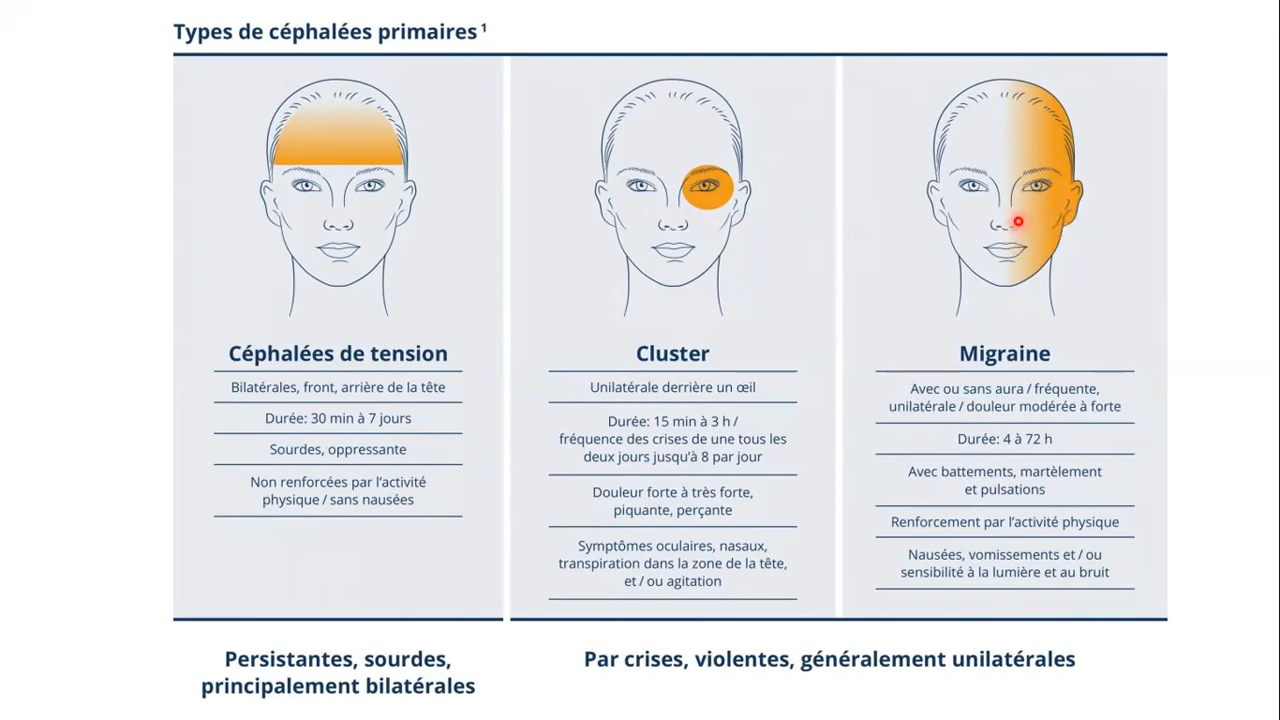 Types de céphalées primaires ¹
Céphalées de tension
Bilatérales, front, arrière de la tête
Durée: 30 min à 7 jours
Sourdes, oppressante
Non renforcées par l'activité
physique / sans nausées
Cluster
Unilatérale derrière un œil
Durée: 15 min à 3 h /
fréquence des crises de une tous les
deux jours jusqu'à 8 par jour
Douleur forte à très forte,
piquante, perçante
Symptômes oculaires, nasaux,
transpiration dans la zone de la tête,
et / ou agitation
Migraine
Avec ou sans aura / fréquente,
unilatérale / douleur modérée à forte
Durée: 4 à 72 h
Avec battements, martèlement
et pulsations
Renforcement par l'activité physique
Nausées, vomissements et / ou
sensibilité à la lumière et au bruit
Persistantes, sourdes,
principalement bilatérales
Par crises, violentes, généralement unilatérales